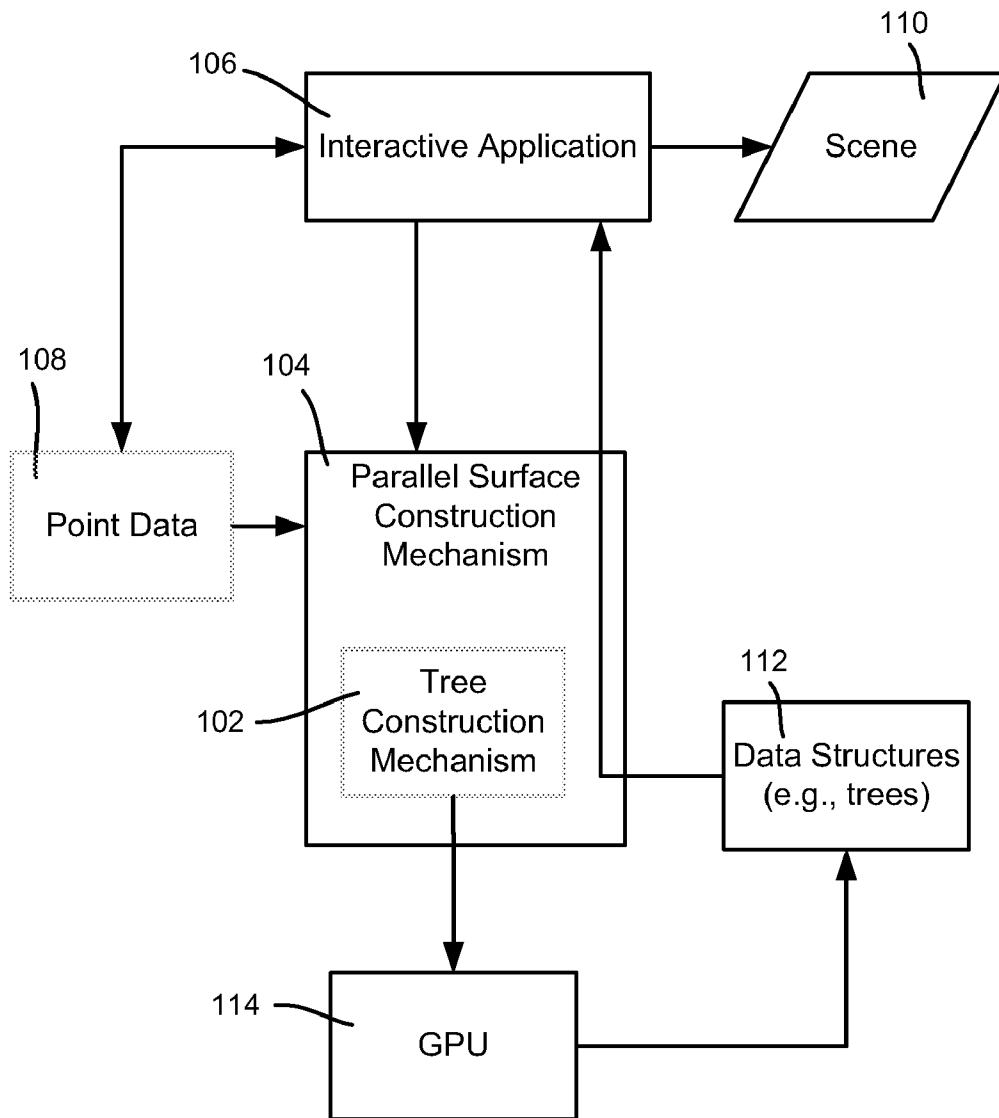 110
106
Interactive Application
Scene
108
104
Point Data
Parallel Surface
Construction
Mechanism
102
Tree
Construction
Mechanism
112
Data Structures
(e.g., trees)
114
GPU